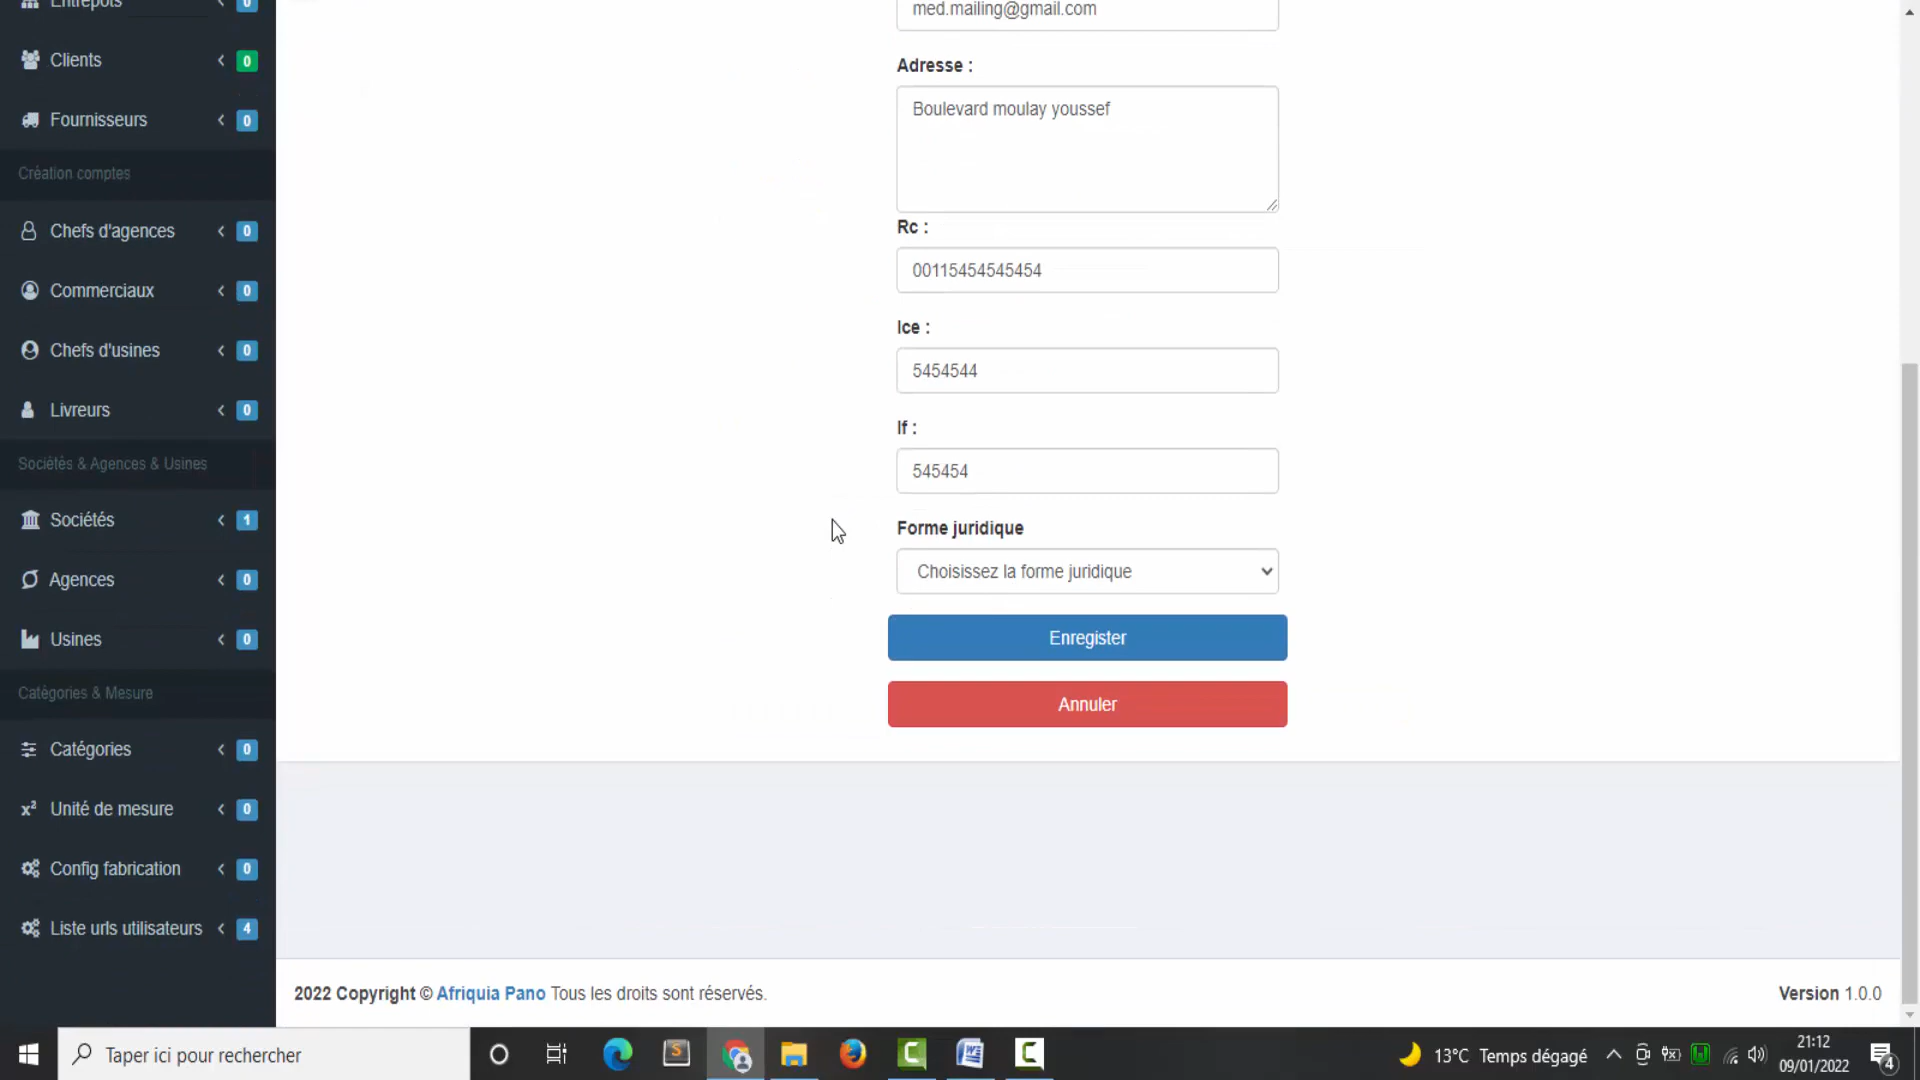 Entrepôts 0
med.mailing@gmail.com
Clients 0
Adresse :
Boulevard moulay youssef
Fournisseurs 0
Création comptes
Rc :
Chefs d'agences 0
00115454545454
Commerciaux 0
Ice :
Chefs d'usines 0
5454544
Livreurs 0
If :
Sociétés & Agences & Usines
545454
Sociétés 1
Forme juridique
Agences 0
Choisissez la forme juridique
Usines 0
Enregister
Catégories & Mesure
Annuler
Catégories 0
x² Unité de mesure 0
Config fabrication 0
Liste urls utilisateurs 4
2022 Copyright © Afriquia Pano Tous les droits sont réservés.
Version 1.0.0
Taper ici pour rechercher
13°C Temps dégagé
21:12
09/01/2022
4